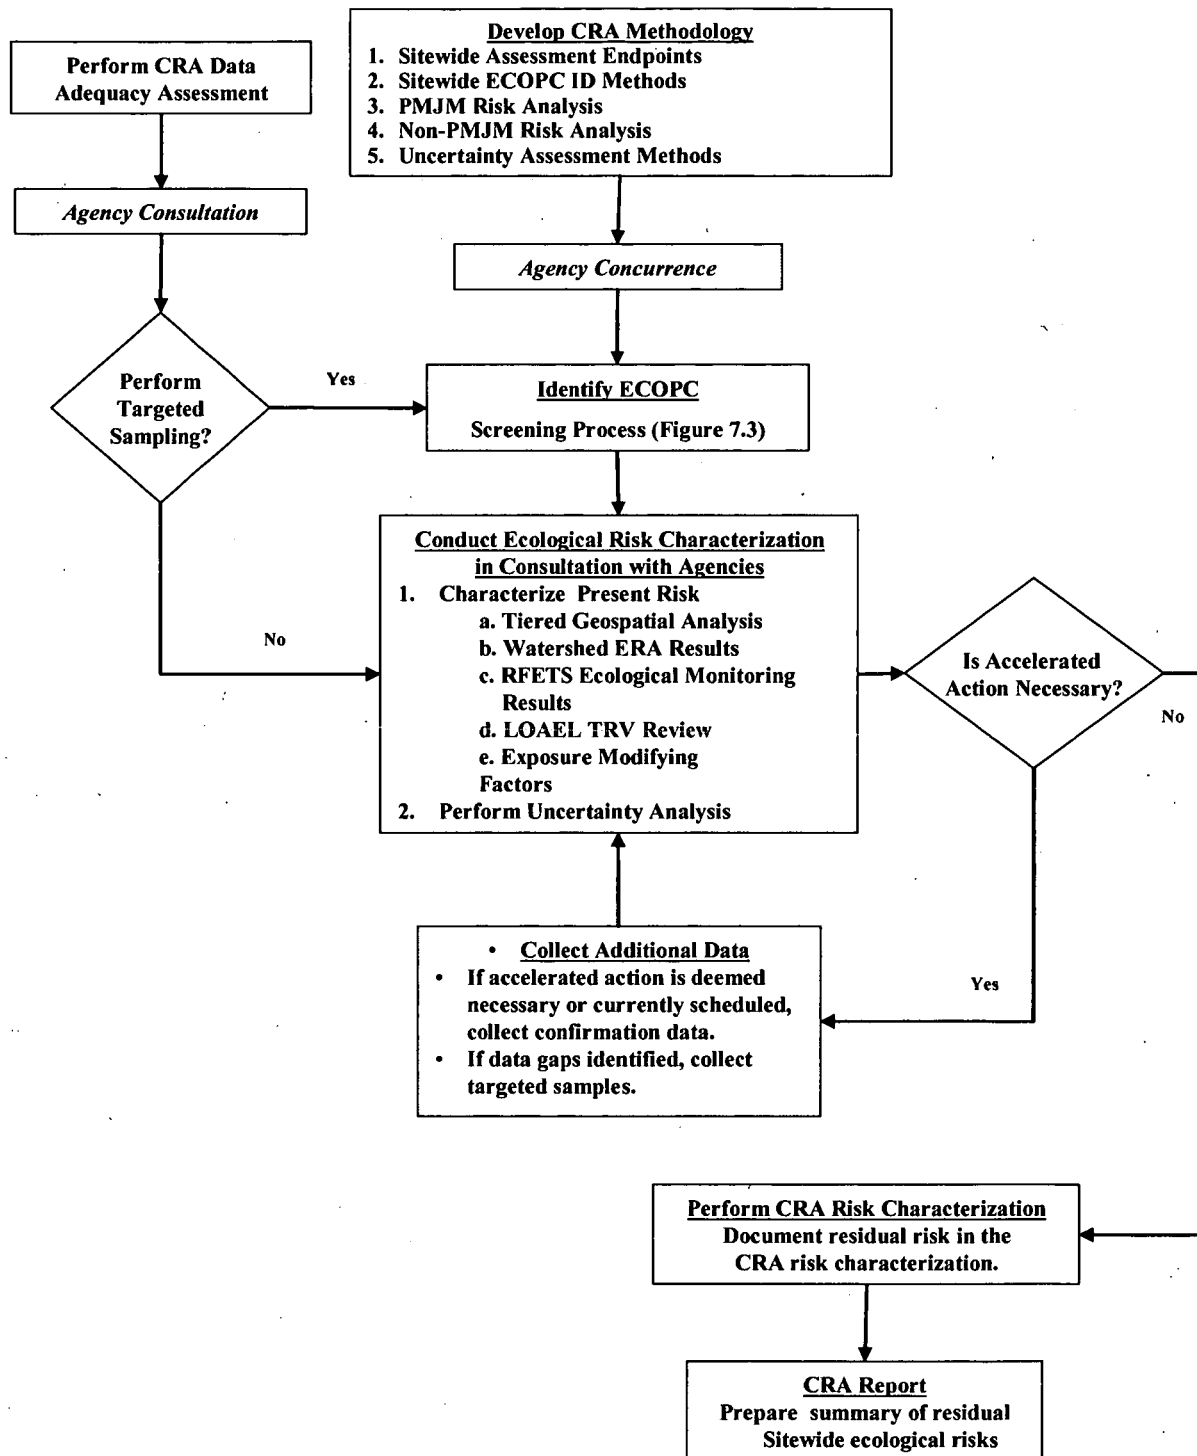 Perform CRA Data
Adequacy Assessment
Develop CRA Methodology
1. Sitewide Assessment Endpoints
2. Sitewide ECOPC ID Methods
3. PMJM Risk Analysis
4. Non-PMJM Risk Analysis
5. Uncertainty Assessment Methods
Agency Consultation
Agency Concurrence
Perform
Targeted
Sampling?
Yes
Identify ECOPC
Screening Process (Figure 7.3)
No
Conduct Ecological Risk Characterization
in Consultation with Agencies
1. Characterize Present Risk
a. Tiered Geospatial Analysis
b. Watershed ERA Results
c. RFETS Ecological Monitoring
Results
d. LOAEL TRV Review
e. Exposure Modifying
Factors
2. Perform Uncertainty Analysis
Is Accelerated
Action Necessary?
No
Yes
• Collect Additional Data
• If accelerated action is deemed
necessary or currently scheduled,
collect confirmation data.
• If data gaps identified, collect
targeted samples.
Perform CRA Risk Characterization
Document residual risk in the
CRA risk characterization.
CRA Report
Prepare summary of residual
Sitewide ecological risks